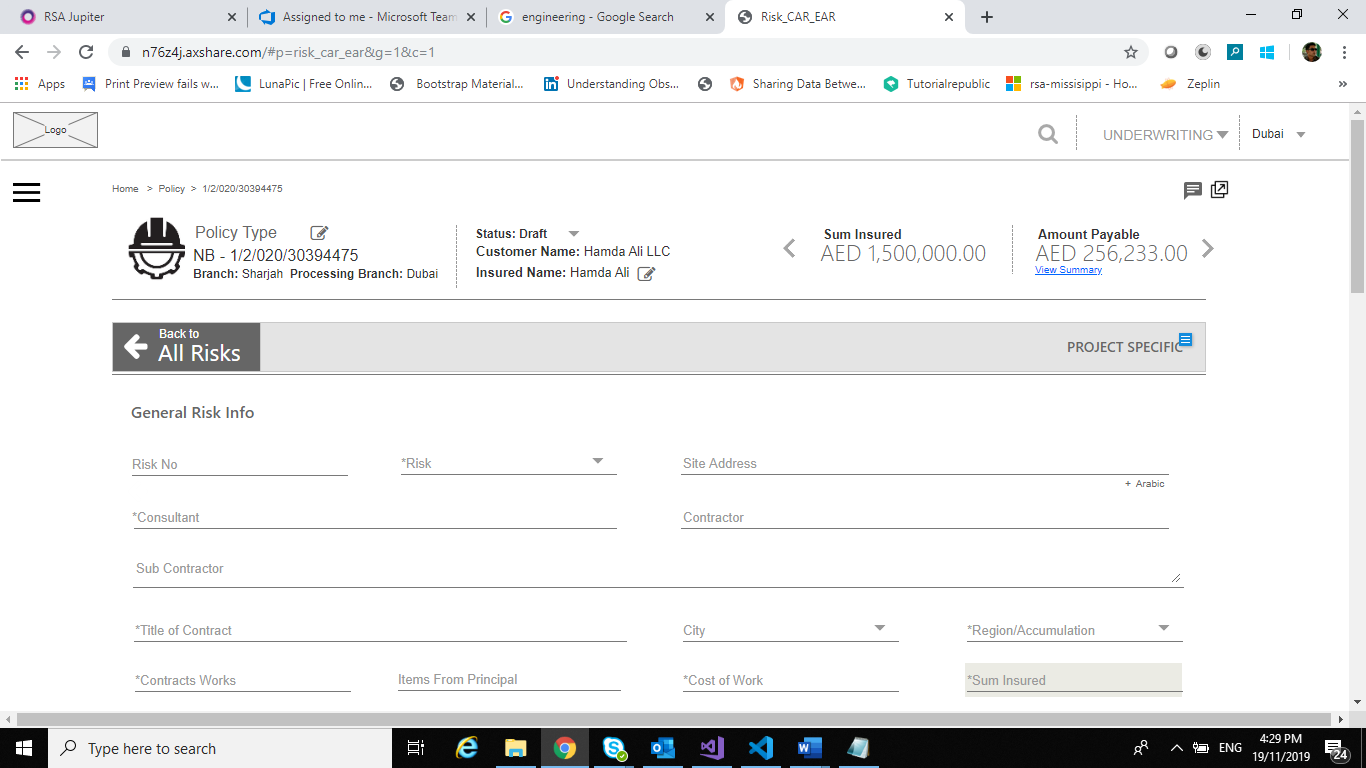 RSA Jupiter
Assigned to me - Microsoft Team
engineering - Google Search
Risk_CAR_EAR
n76z4j.axshare.com/#p=risk_car_ear&g=1&c=1
Apps
Print Preview fails w...
LunaPic | Free Onlin...
Bootstrap Material...
Understanding Obs...
Sharing Data Betwe...
Tutorialrepublic
rsa-missisippi - Ho...
Zeplin
»
Logo
UNDERWRITING
Dubai
Home > Policy > 1/2/020/30394475
Policy Type
NB - 1/2/020/30394475
Branch: Sharjah Processing Branch: Dubai
Status: Draft
Customer Name: Hamda Ali LLC
Insured Name: Hamda Ali
Sum Insured
AED 1,500,000.00
Amount Payable
AED 256,233.00
View Summary
Back to
All Risks
PROJECT SPECIFIC
General Risk Info
Risk No
*Risk
Site Address
+ Arabic
*Consultant
Contractor
Sub Contractor
*Title of Contract
City
*Region/Accumulation
*Contracts Works
Items From Principal
*Cost of Work
*Sum Insured
Type here to search
ENG
4:29 PM
19/11/2019
24